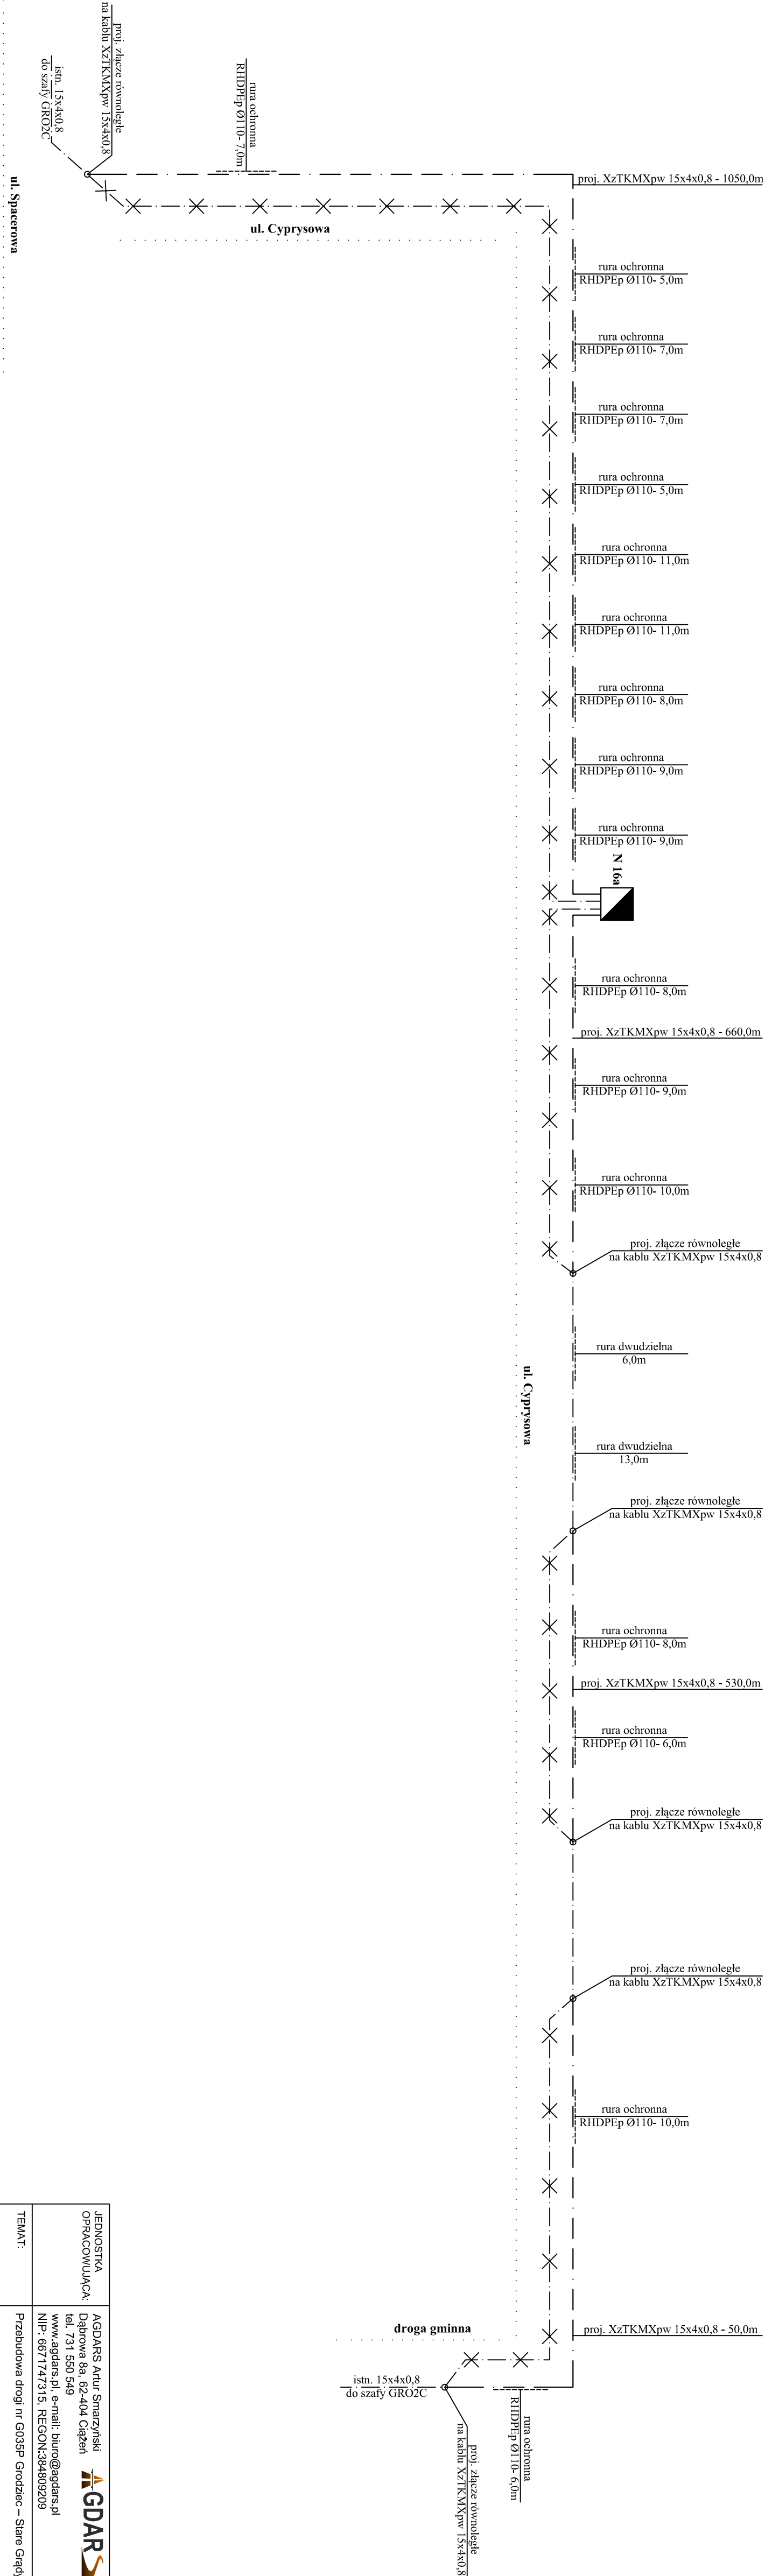 proj. złącze równoległe
na kablu XzTKMXpw 15x4x0,8
istn. 15x4x0,8
do szafy GRO2C
rura ochronna
RHDPEp Ø110- 7,0m
ul. Spacerowa
ul. Cyprysowa
proj. XzTKMXpw 15x4x0,8 - 1050,0m
rura ochronna
RHDPEp Ø110- 5,0m
rura ochronna
RHDPEp Ø110- 7,0m
rura ochronna
RHDPEp Ø110- 7,0m
rura ochronna
RHDPEp Ø110- 5,0m
rura ochronna
RHDPEp Ø110- 11,0m
rura ochronna
RHDPEp Ø110- 11,0m
rura ochronna
RHDPEp Ø110- 8,0m
rura ochronna
RHDPEp Ø110- 9,0m
rura ochronna
RHDPEp Ø110- 9,0m
N 16a
rura ochronna
RHDPEp Ø110- 8,0m
proj. XzTKMXpw 15x4x0,8 - 660,0m
rura ochronna
RHDPEp Ø110- 9,0m
rura ochronna
RHDPEp Ø110- 10,0m
proj. złącze równoległe
na kablu XzTKMXpw 15x4x0,8
rura dwudzielna
6,0m
ul. Cyprysowa
rura dwudzielna
13,0m
proj. złącze równoległe
na kablu XzTKMXpw 15x4x0,8
rura ochronna
RHDPEp Ø110- 8,0m
proj. XzTKMXpw 15x4x0,8 - 530,0m
rura ochronna
RHDPEp Ø110- 6,0m
proj. złącze równoległe
na kablu XzTKMXpw 15x4x0,8
proj. złącze równoległe
na kablu XzTKMXpw 15x4x0,8
rura ochronna
RHDPEp Ø110- 10,0m
droga gminna
proj. XzTKMXpw 15x4x0,8 - 50,0m
istn. 15x4x0,8
do szafy GRO2C
rura ochronna
RHDPEp Ø110- 6,0m
proj. złącze równoległe
na kablu XzTKMXpw 15x4x0,8
JEDNOSTKA
OPRACOWUJĄCA:
AGDARS Artur Smarzyński
Dąbrowa 8a, 62-404 Ciążeń
tel. 731 550 549
www.agdars.pl, e-mail: biuro@agdars.pl
NIP: 6671747315, REGON:384809209
AGDAR
TEMAT:
Przebudowa drogi nr G035P Grodziec – Stare Grądy